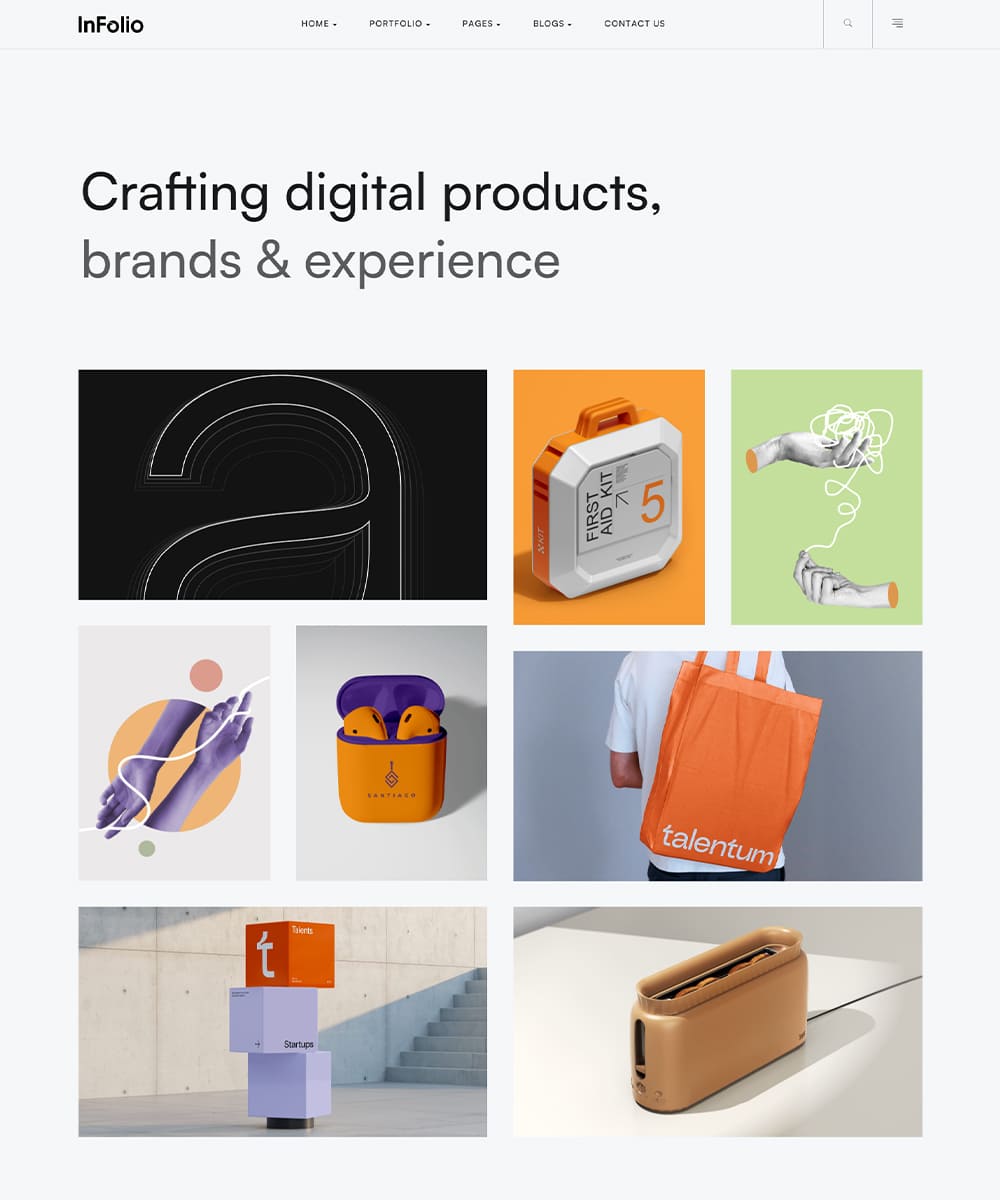 InFolio
HOME
PORTFOLIO
PAGES
BLOGS
CONTACT US
Crafting digital products,
brands & experience
FIRST
AID KIT
5
KIT
SANTIAGO
talentum
t
Talents
Startups